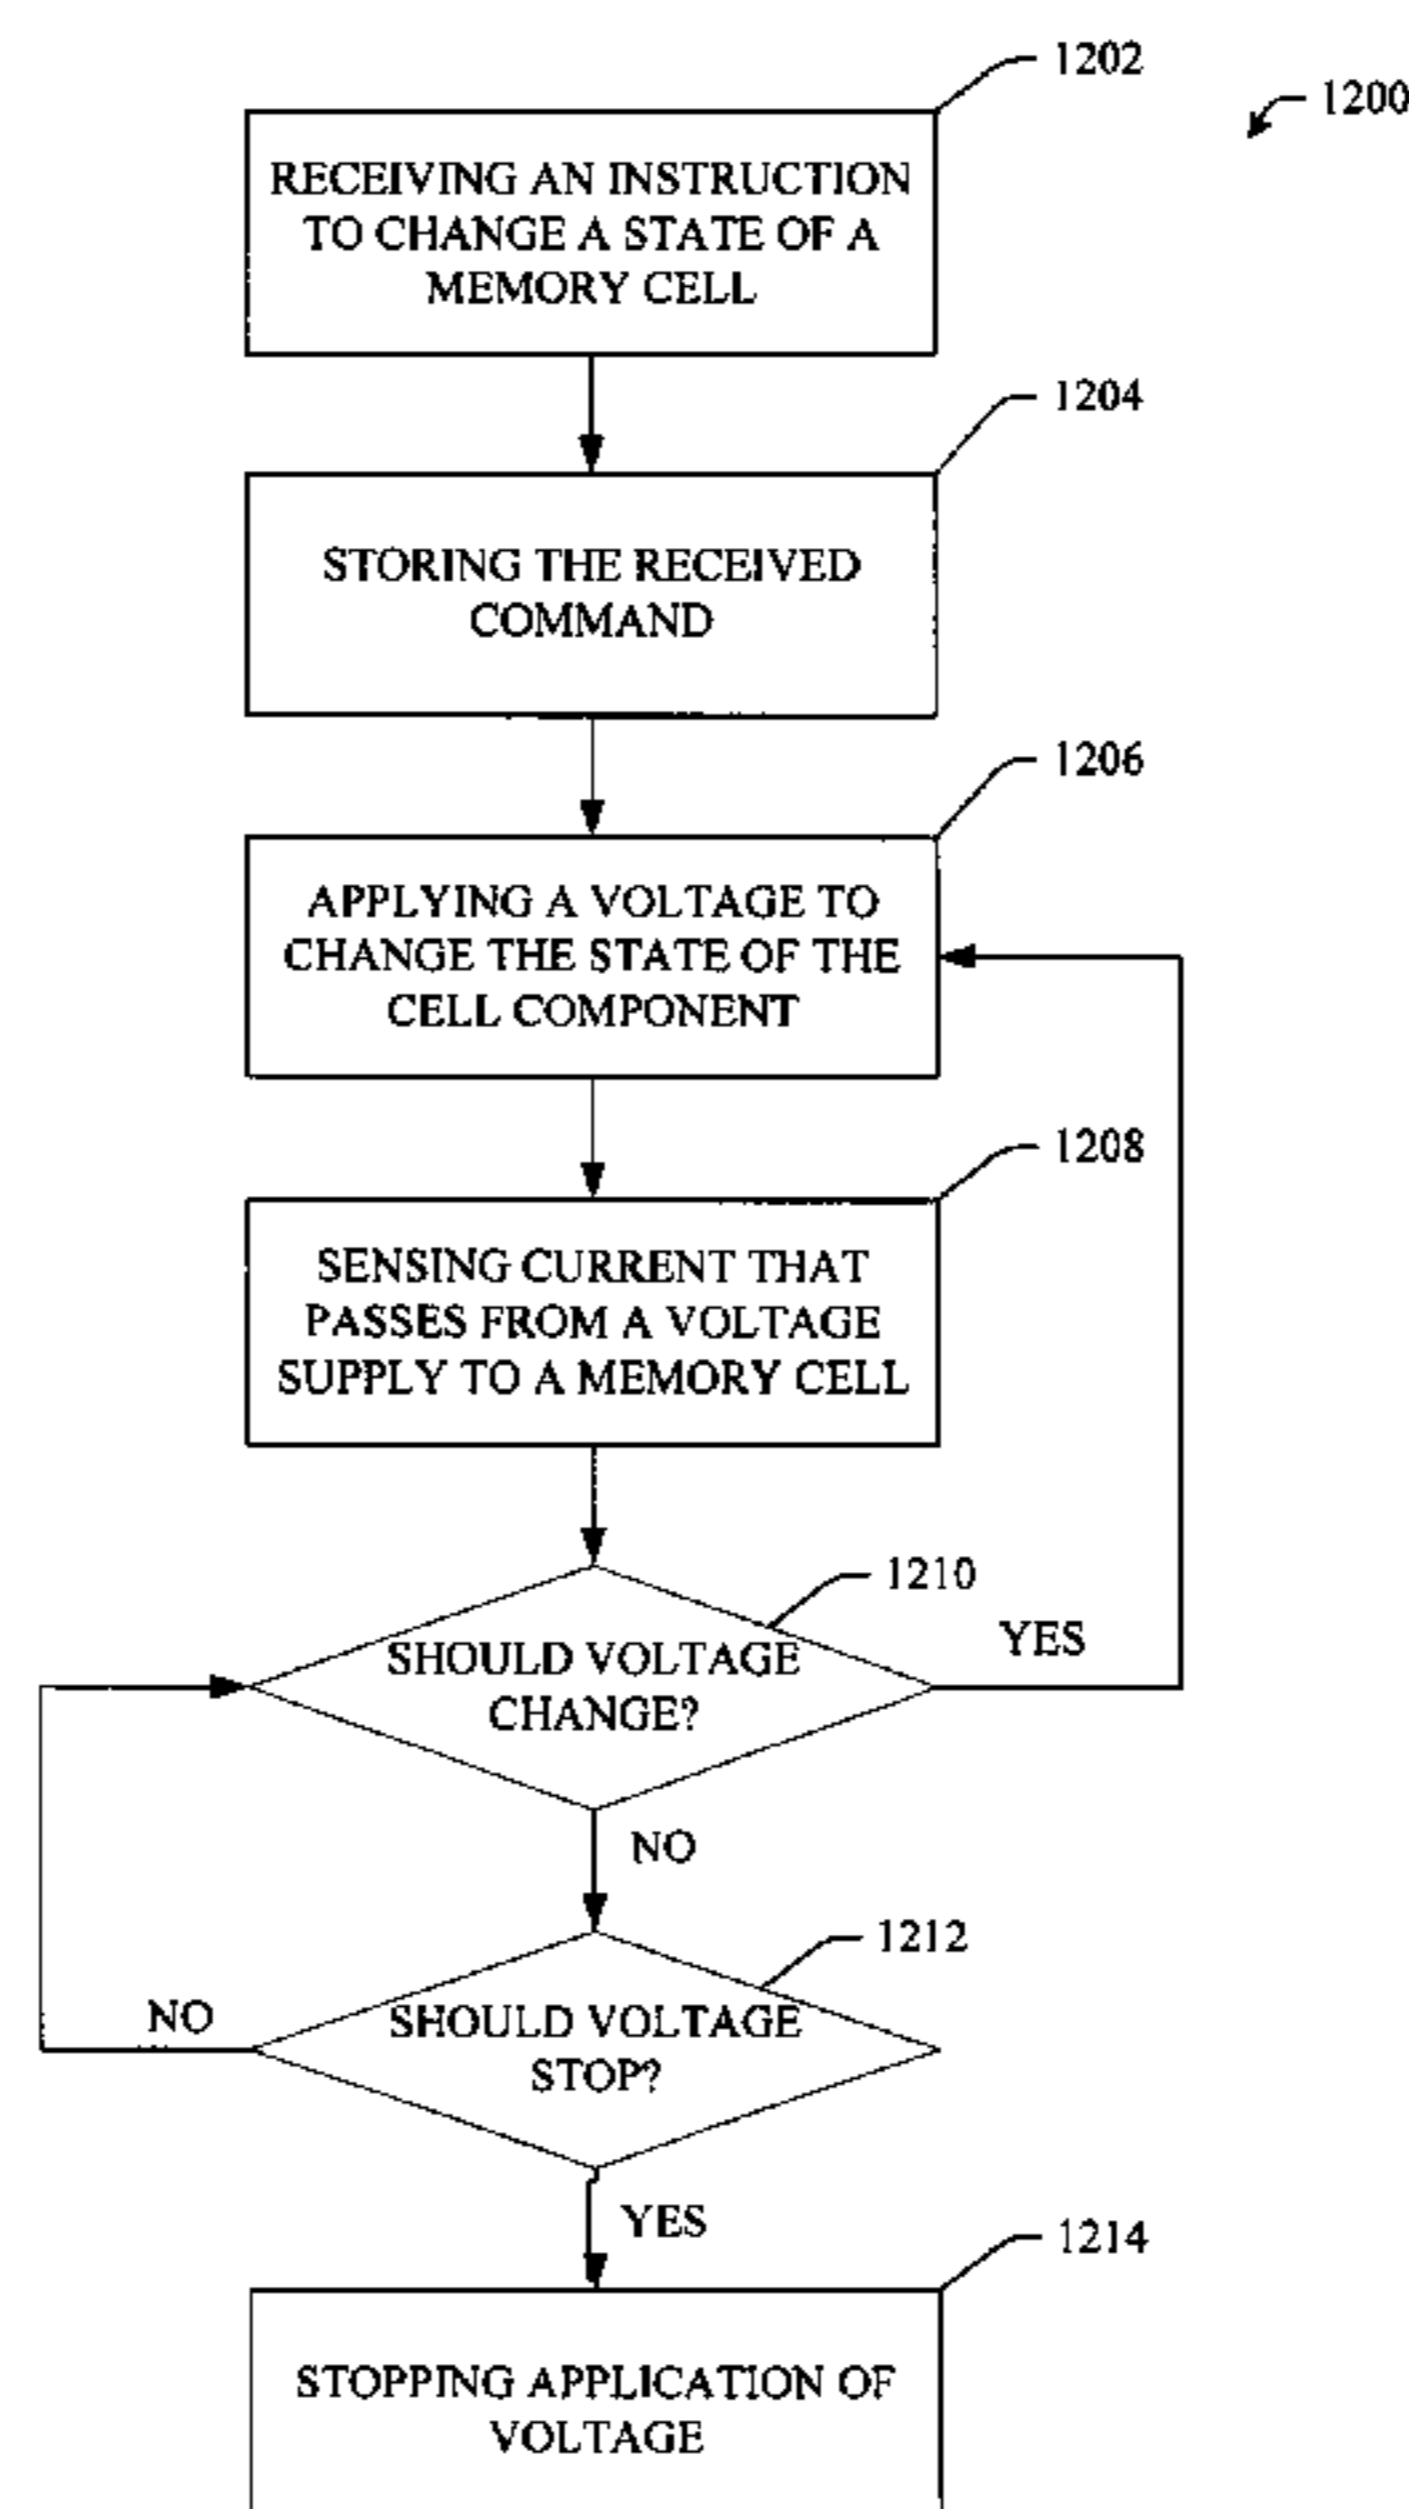 1202
1200
RECEIVING AN INSTRUCTION
TO CHANGE A STATE OF A
MEMORY CELL
1204
STORING THE RECEIVED
COMMAND
1206
APPLYING A VOLTAGE TO
CHANGE THE STATE OF THE
CELL COMPONENT
1208
SENSING CURRENT THAT
PASSES FROM A VOLTAGE
SUPPLY TO A MEMORY CELL
1210
YES
SHOULD VOLTAGE
CHANGE?
NO
1212
NO
SHOULD VOLTAGE
STOP?
YES
1214
STOPPING APPLICATION OF
VOLTAGE